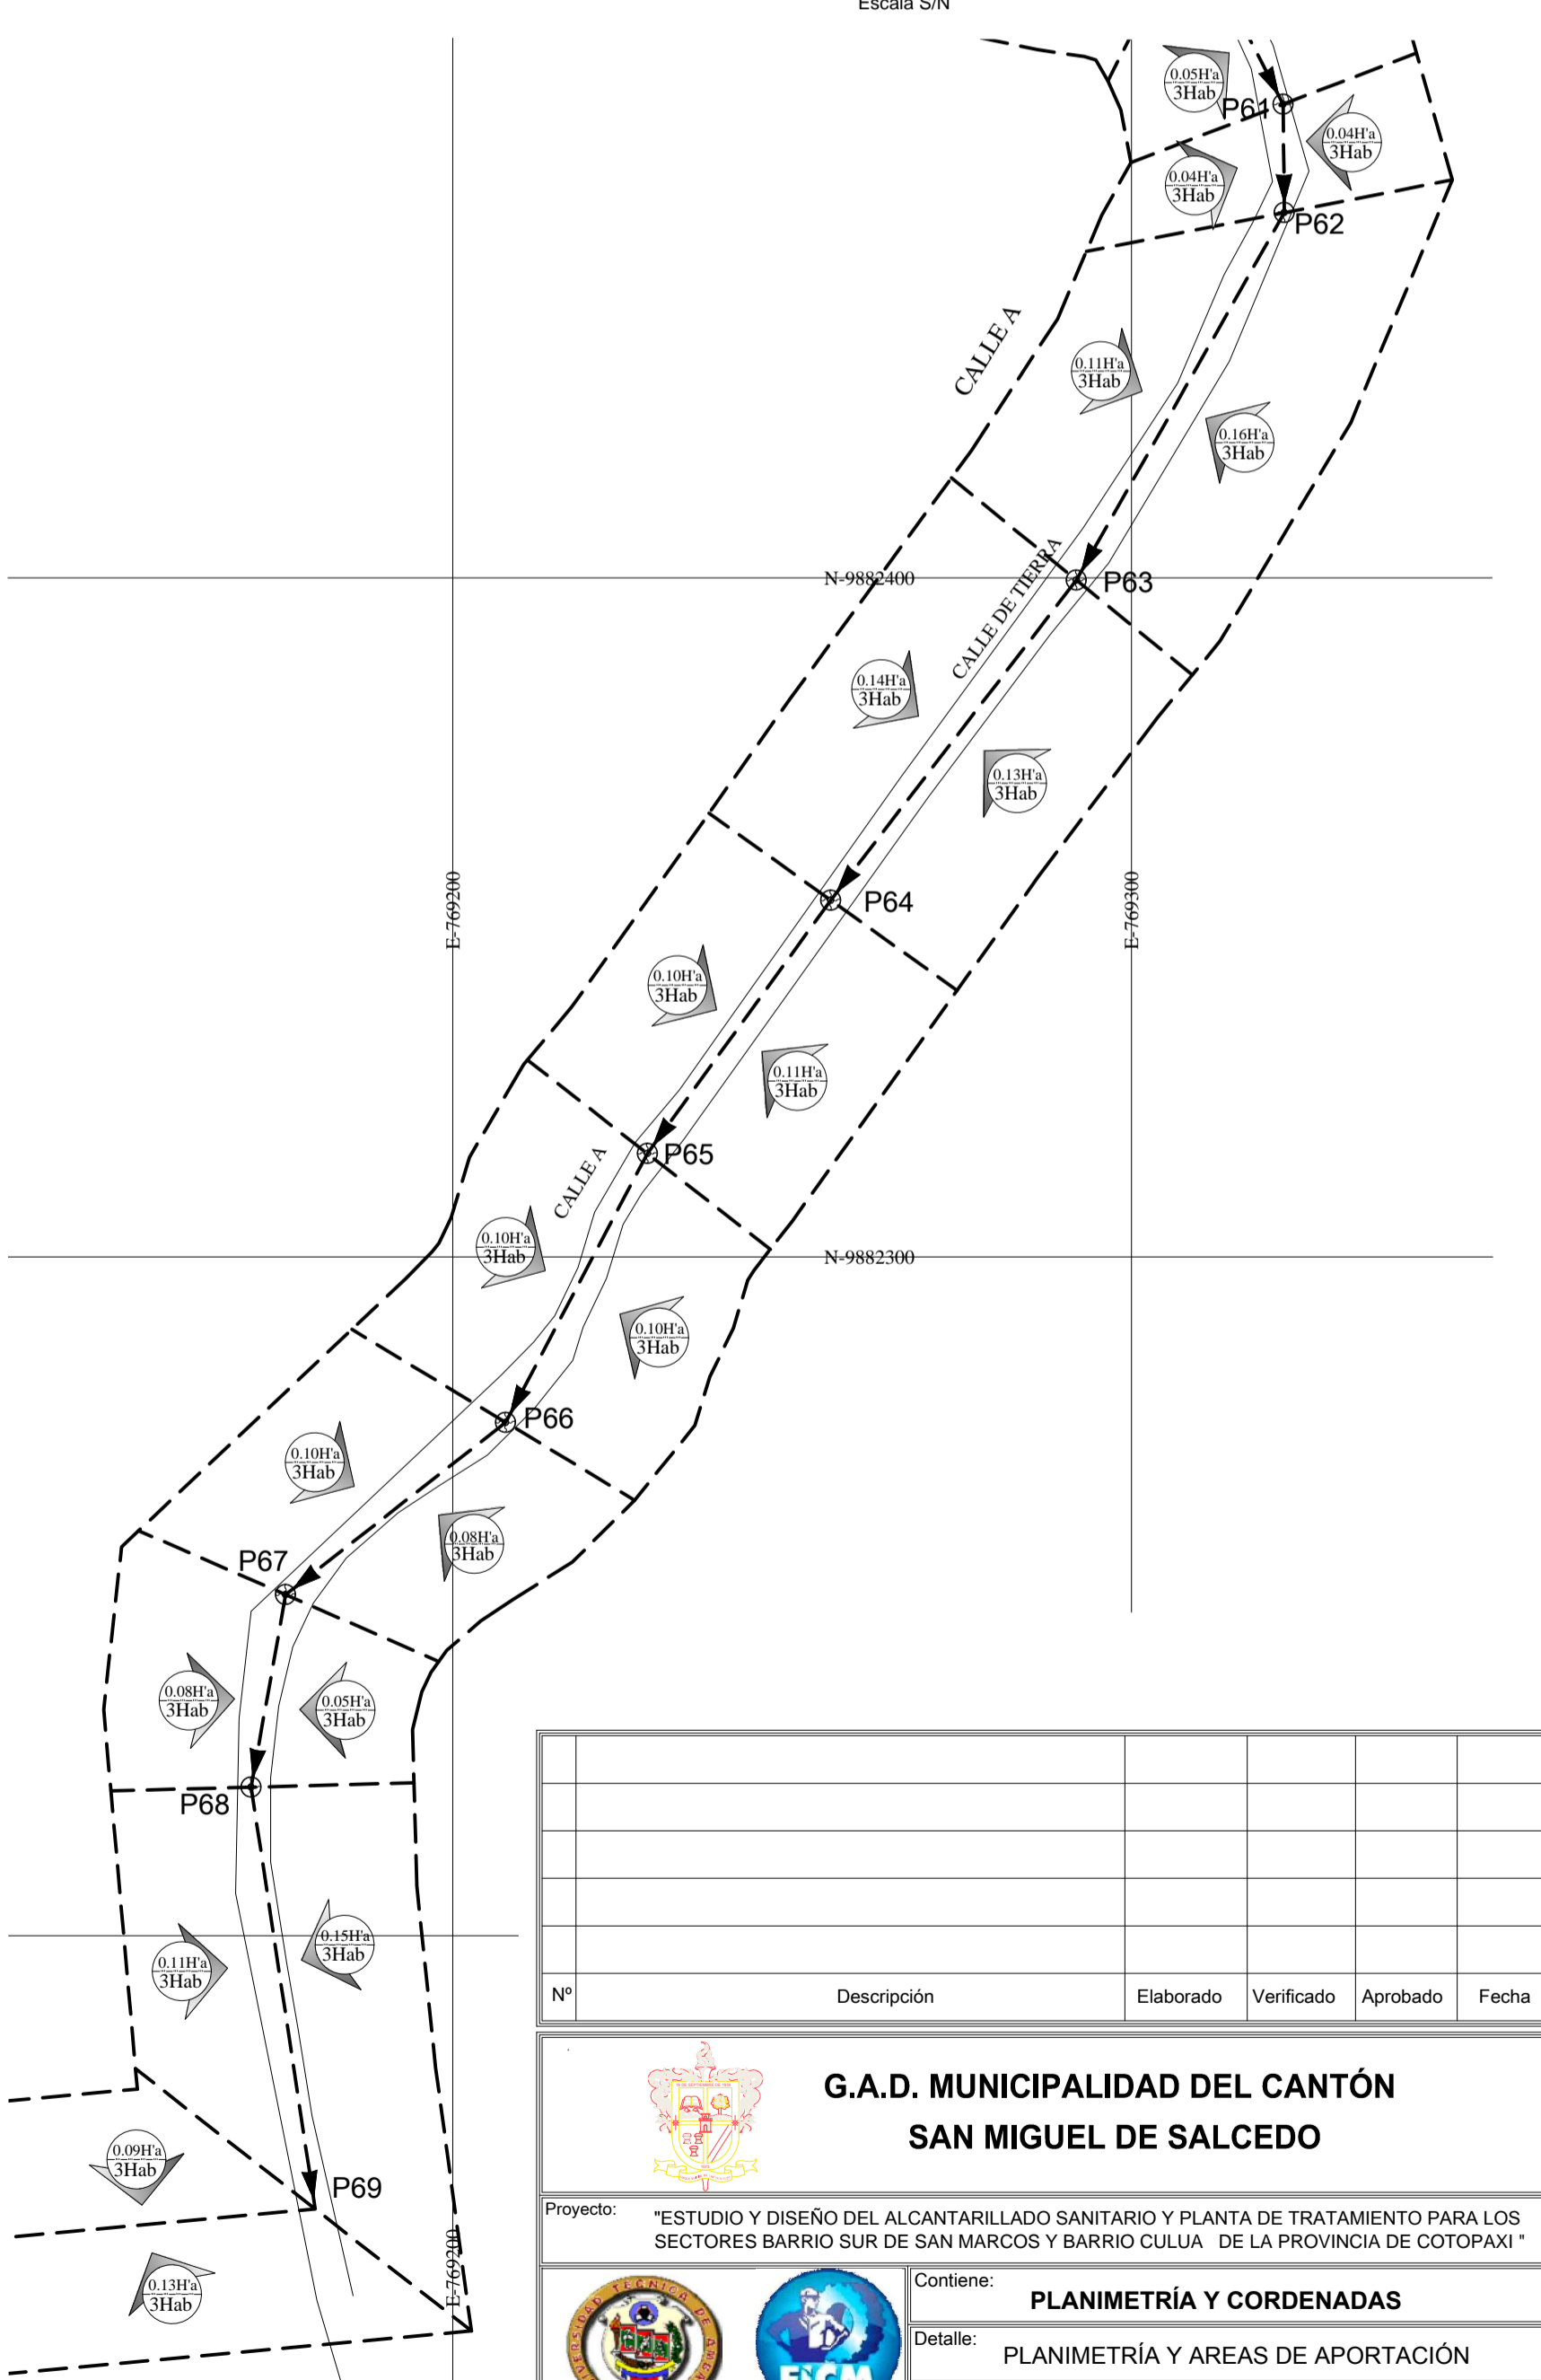 Escala S/N
0.05H'a
3Hab
P61
0.04H'a
3Hab
0.04H'a
3Hab
P62
CALLE A
0.11H'a
3Hab
0.16H'a
3Hab
N-9882400
CALLE DE TIERRA
P63
0.14H'a
3Hab
0.13H'a
3Hab
E-769200
E-769300
P64
0.10H'a
3Hab
0.11H'a
3Hab
P65
CALLE A
0.10H'a
3Hab
N-9882300
0.10H'a
3Hab
P66
0.10H'a
3Hab
0.08H'a
3Hab
P67
0.08H'a
3Hab
0.05H'a
3Hab
P68
0.15H'a
3Hab
0.11H'a
3Hab
Nº Descripción Elaborado Verificado Aprobado Fecha
G.A.D. MUNICIPALIDAD DEL CANTÓN
SAN MIGUEL DE SALCEDO
0.09H'a
3Hab
P69
Proyecto: "ESTUDIO Y DISEÑO DEL ALCANTARILLADO SANITARIO Y PLANTA DE TRATAMIENTO PARA LOS
SECTORES BARRIO SUR DE SAN MARCOS Y BARRIO CULUA DE LA PROVINCIA DE COTOPAXI "
E-769200
0.13H'a
3Hab
Contiene:
PLANIMETRÍA Y CORDENADAS
Detalle:
PLANIMETRÍA Y AREAS DE APORTACIÓN
TECNICA DE
FICM